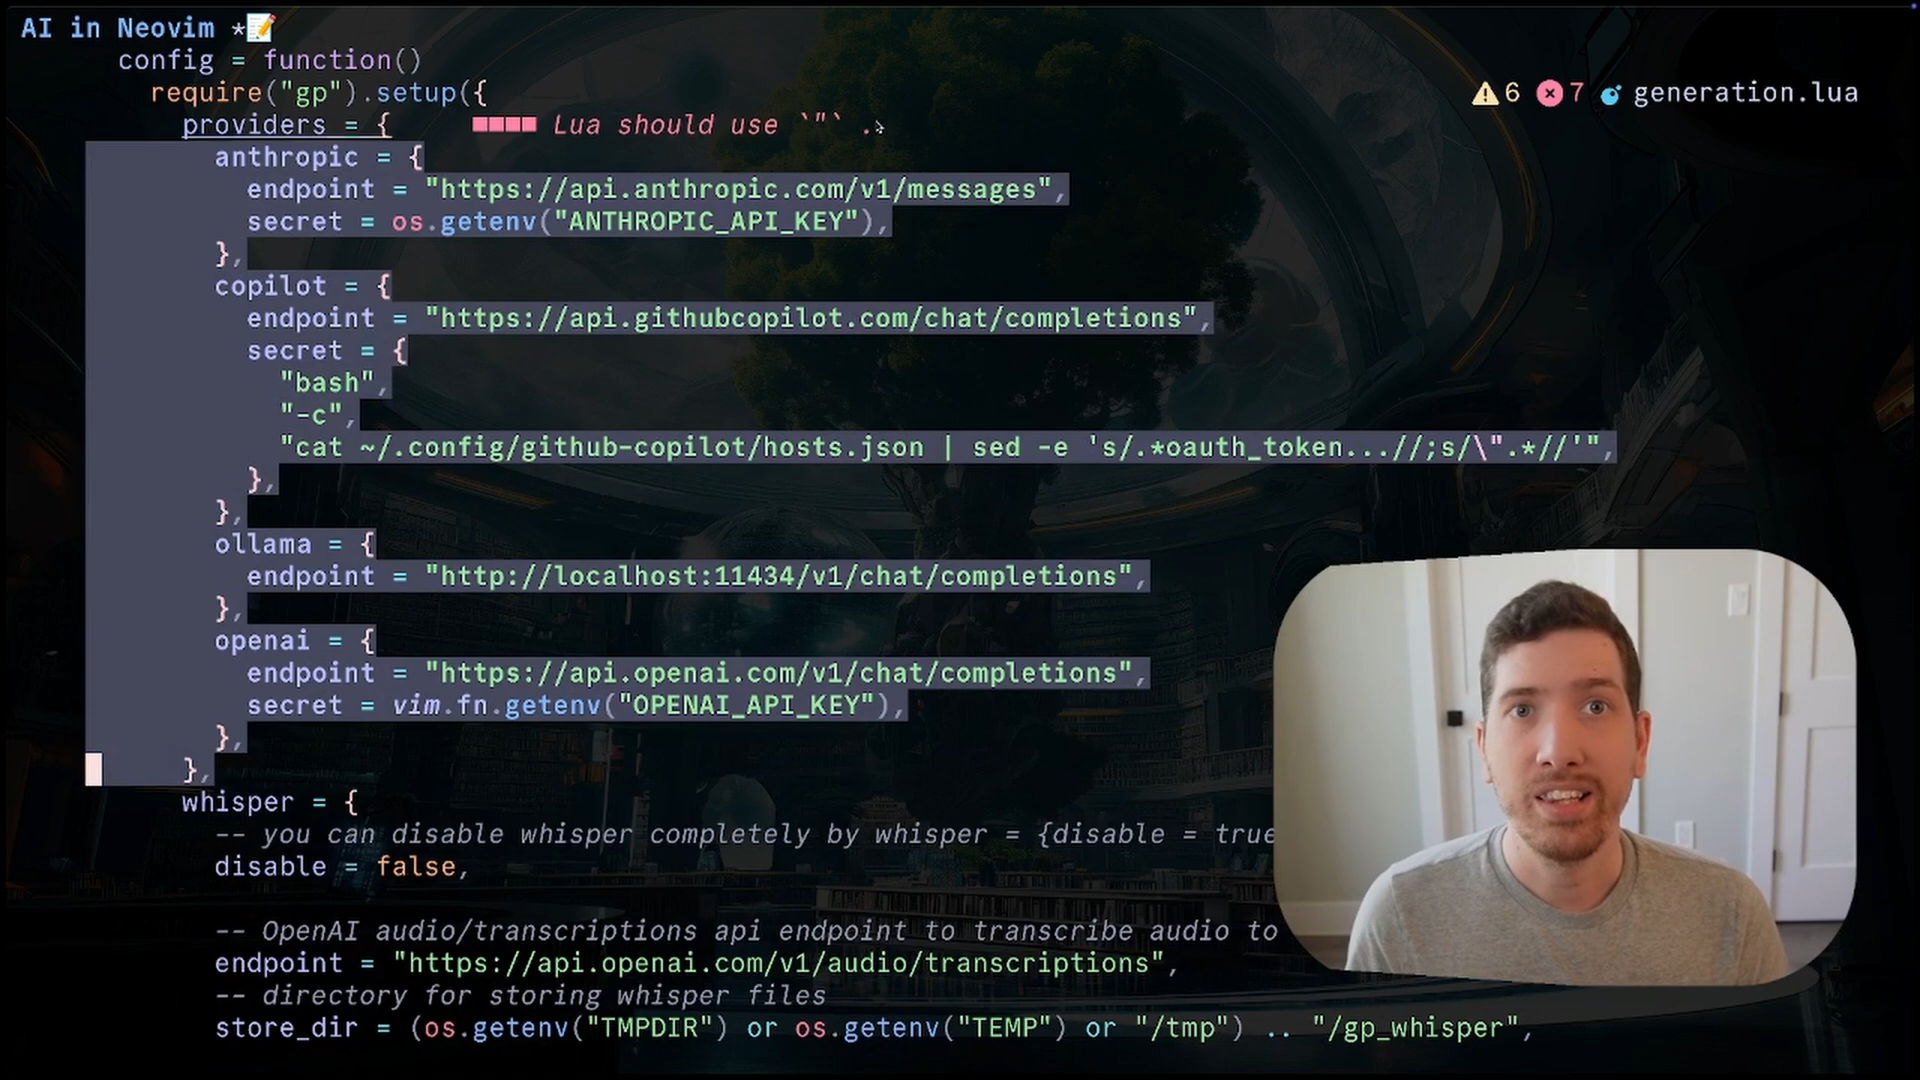 AI in Neovim *
config = function()
require("gp").setup({
⚠6 7 generation.lua
providers = { ■■■■ Lua should use `"` .
anthropic = {
endpoint = "https://api.anthropic.com/v1/messages",
secret = os.getenv("ANTHROPIC_API_KEY"),
},
copilot = {
endpoint = "https://api.githubcopilot.com/chat/completions",
secret = {
"bash",
"-c",
"cat ~/.config/github-copilot/hosts.json | sed -e 's/.*oauth_token...//;s/\".*//'",
},
},
ollama = {
endpoint = "http://localhost:11434/v1/chat/completions",
},
openai = {
endpoint = "https://api.openai.com/v1/chat/completions",
secret = vim.fn.getenv("OPENAI_API_KEY"),
},
},
whisper = {
-- you can disable whisper completely by whisper = {disable = true
disable = false,
-- OpenAI audio/transcriptions api endpoint to transcribe audio to
endpoint = "https://api.openai.com/v1/audio/transcriptions",
-- directory for storing whisper files
store_dir = (os.getenv("TMPDIR") or os.getenv("TEMP") or "/tmp") .. "/gp_whisper",